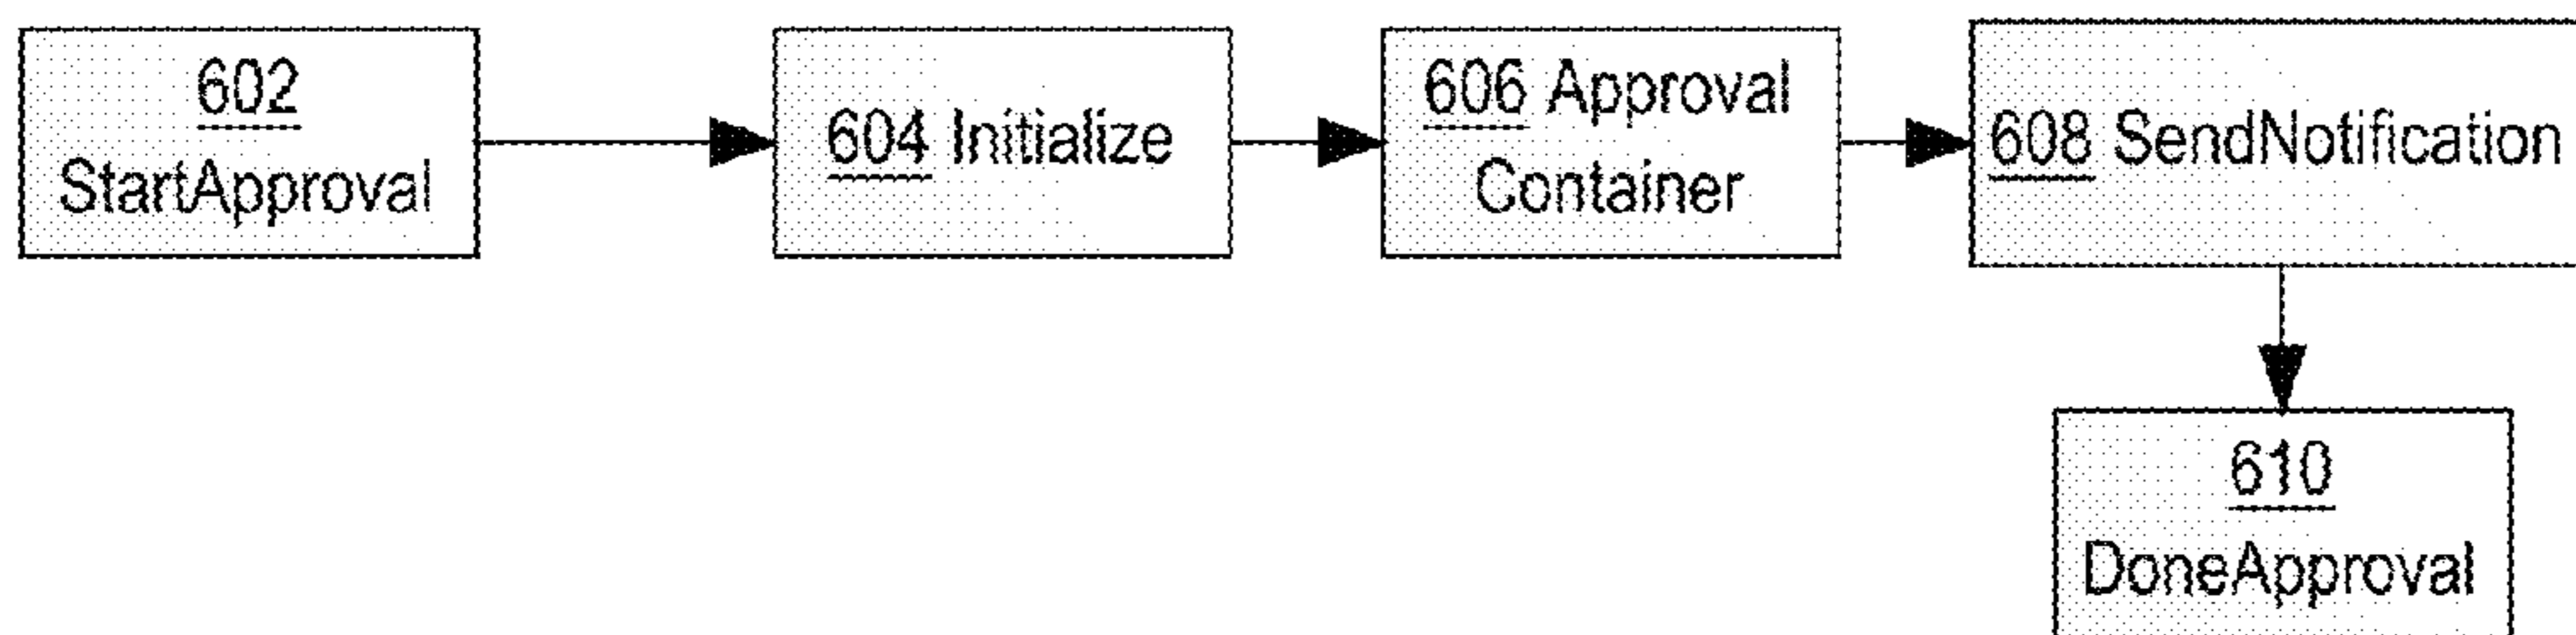 602
StartApproval
604 Initialize
606 Approval
Container
608 SendNotification
610
DoneApproval